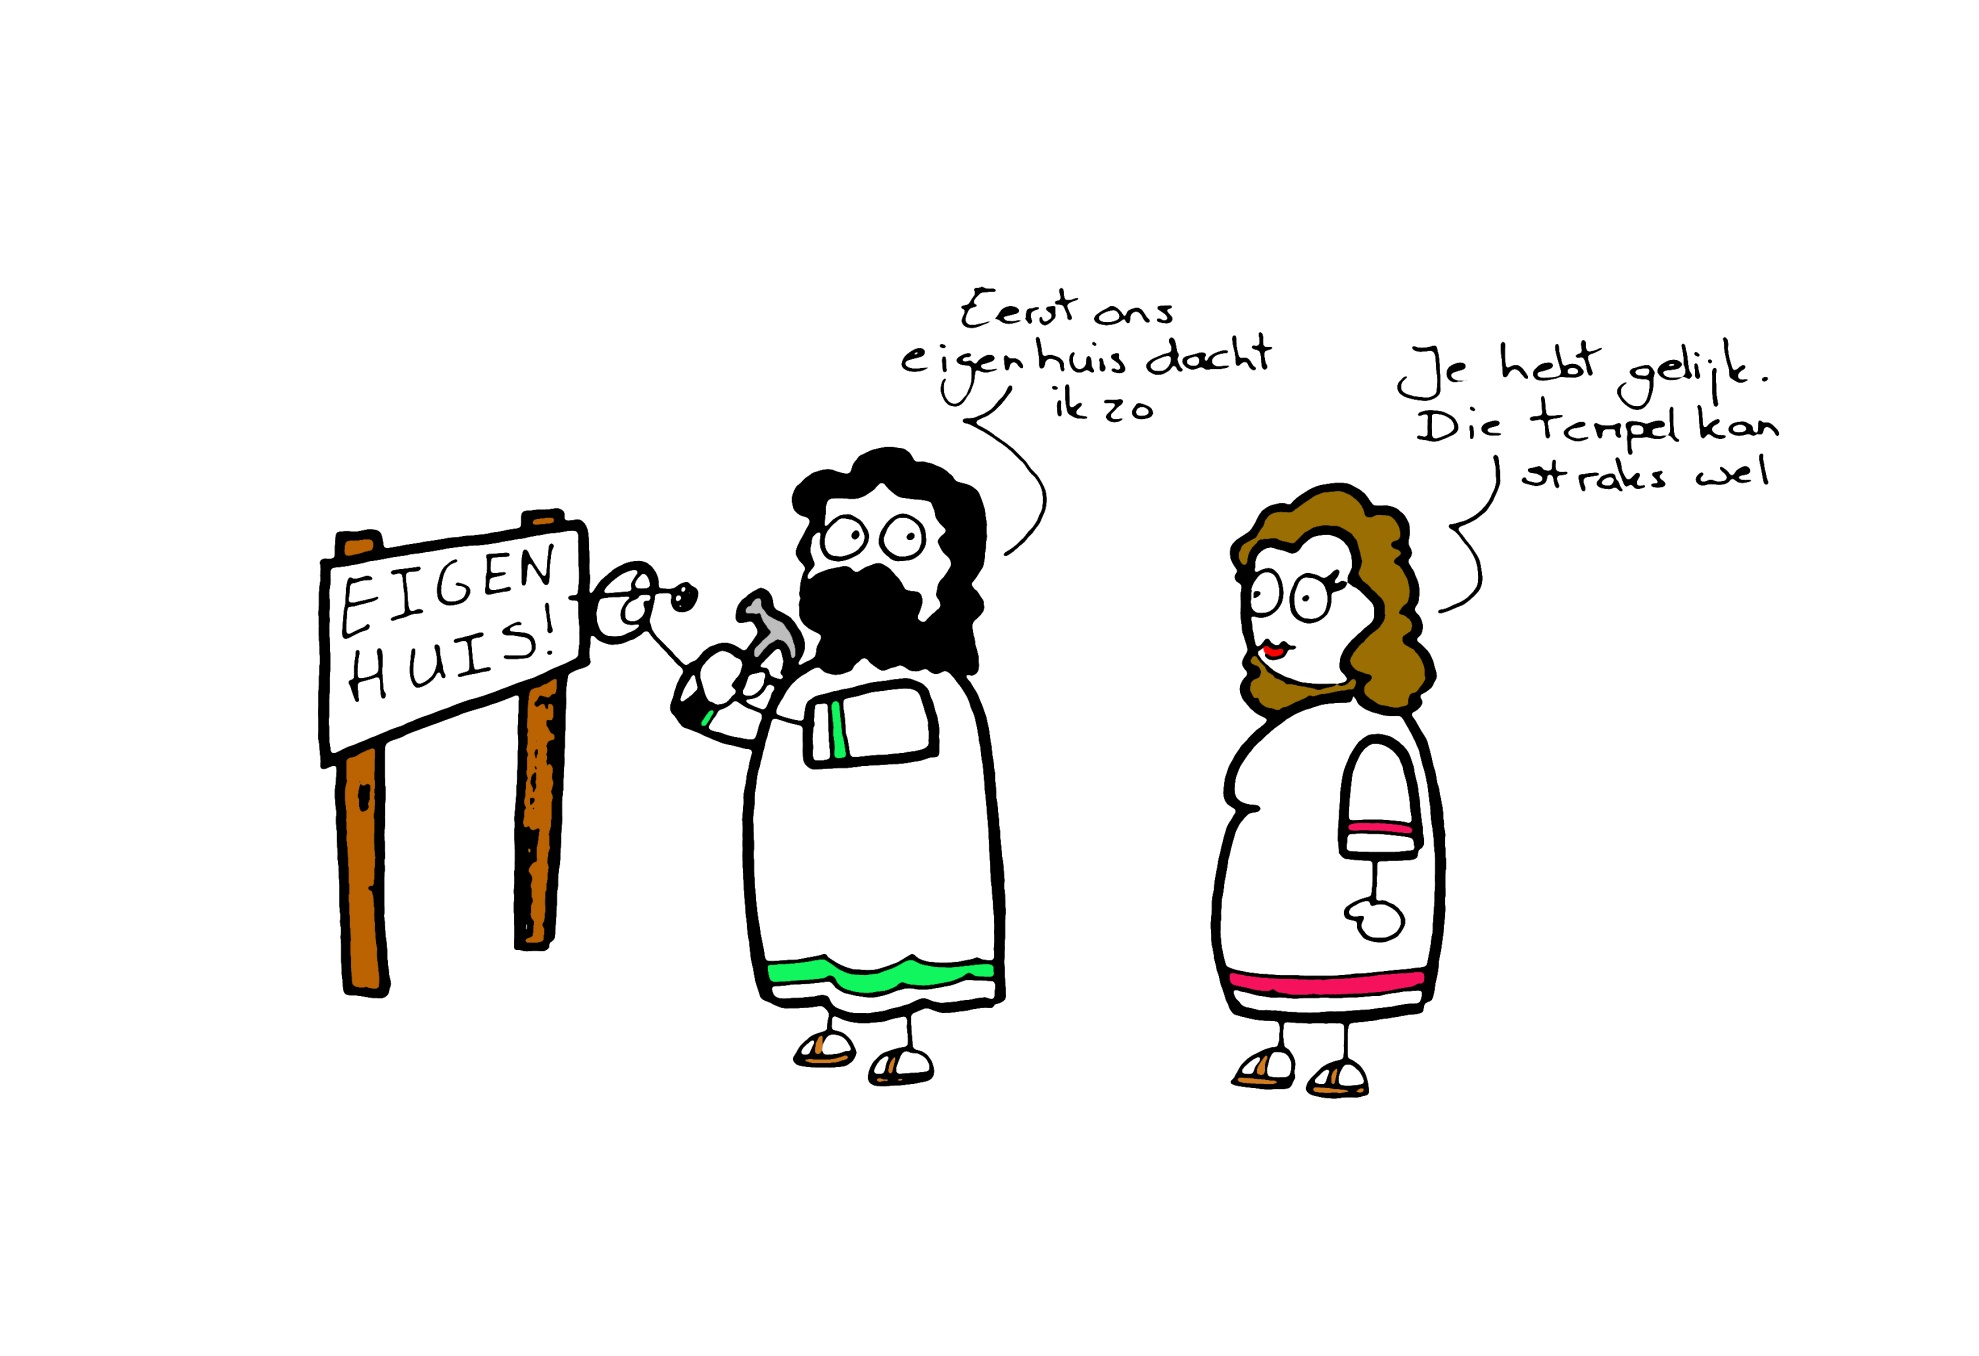 EIGEN
HUIS!
Eerst ons
eigen huis dacht
ik zo
Je hebt gelijk.
Die tempel kan
straks wel